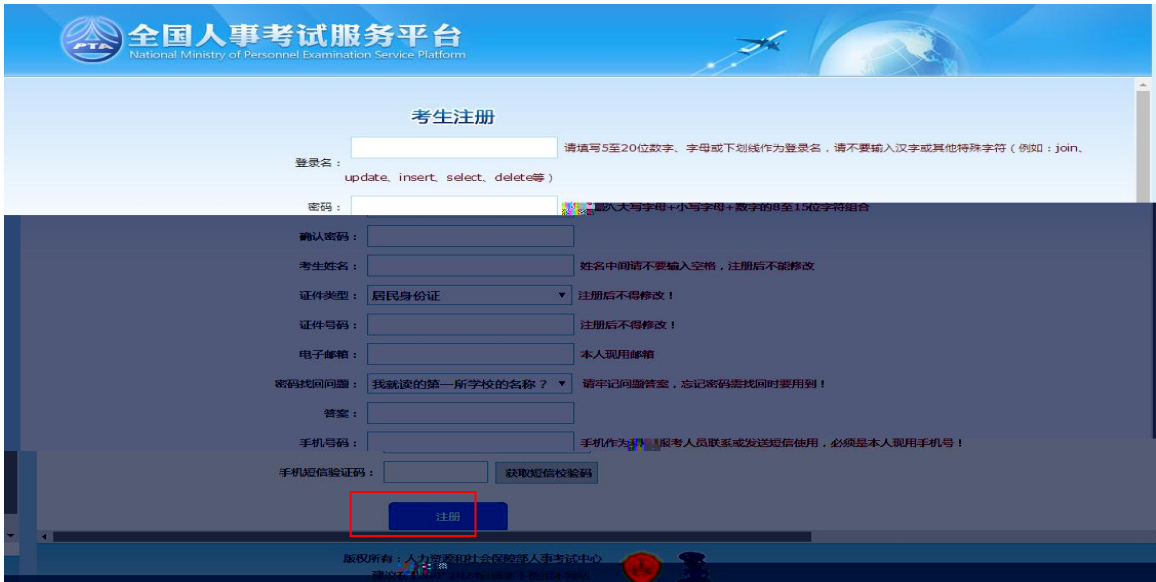 PTA 全国人事考试服务平台
National Ministry of Personnel Examination Service Platform
考生注册
登录名： 请填写5至20位数字、字母或下划线作为登录名，请不要输入汉字或其他特殊字符（例如：join、
update、insert、select、delete等）
密码： 大写字母+小写字母+数字的8至15位字符组合
确认密码：
考生姓名： 姓名中间请不要输入空格，注册后不能修改
证件类型： 居民身份证 注册后不得修改！
证件号码： 注册后不得修改！
电子邮箱： 本人现用邮箱
密码找回问题： 我就读的第一所学校的名称？ 请牢记问题答案，忘记密码需找回时要用到！
答案：
手机号码： 手机作为 报考人员联系或发送短信使用，必须是本人现用手机号！
手机短信验证码： 获取短信校验码
注册
版权所有：人力资源和社会保障部人事考试中心